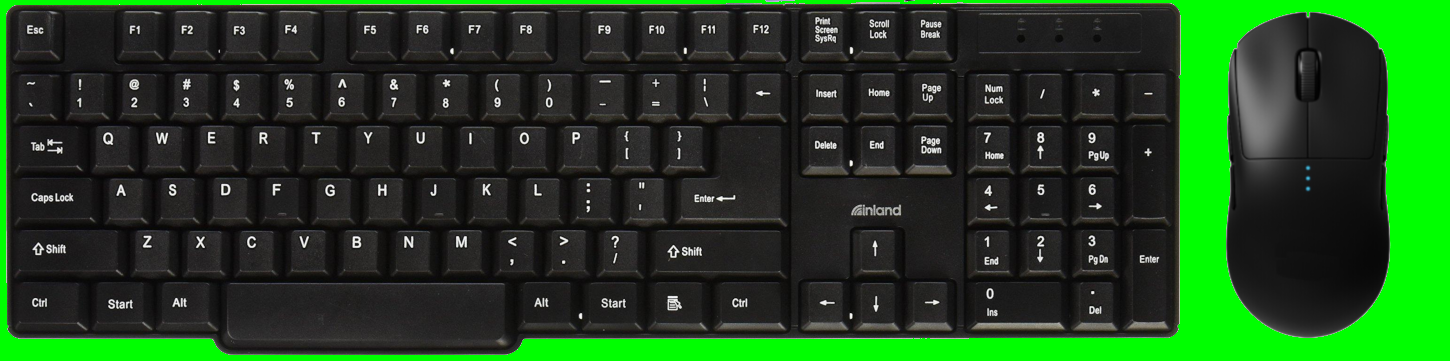 Esc F1 F2 F3 F4 F5 F6 F7 F8 F9 F10 F11 F12 Print Screen SysRq Scroll Lock Pause Break
~ ` ! 1 @ 2 # 3 $ 4 % 5 ^ 6 & 7 * 8 ( 9 ) 0 — - + = ¦ \ ← Insert Home Page Up Num Lock / * −
Tab Q W E R T Y U I O P { [ } ] Delete End Page Down 7 Home 8 ↑ 9 Pg Up +
Caps Lock A S D F G H J K L : ; " ' Enter inland 4 ← 5 6 →
Shift Z X C V B N M < , > . ? / Shift ↑ 1 End 2 ↓ 3 Pg Dn Enter
Ctrl Start Alt Alt Start Ctrl ← ↓ → 0 Ins . Del